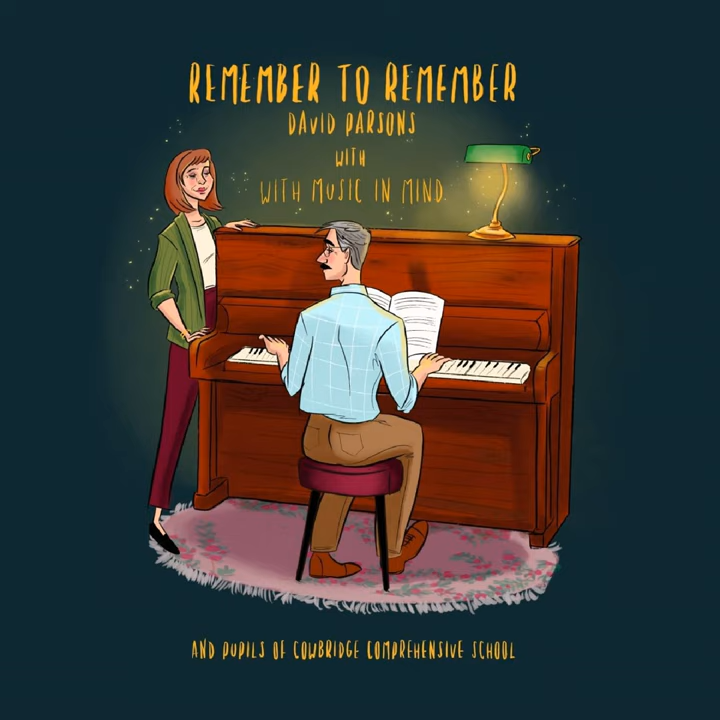 REMEMBER TO REMEMBER
DAVID PARSONS
WITH
WITH MUSIC IN MIND
AND PUPILS OF COWBRIDGE COMPREHENSIVE SCHOOL